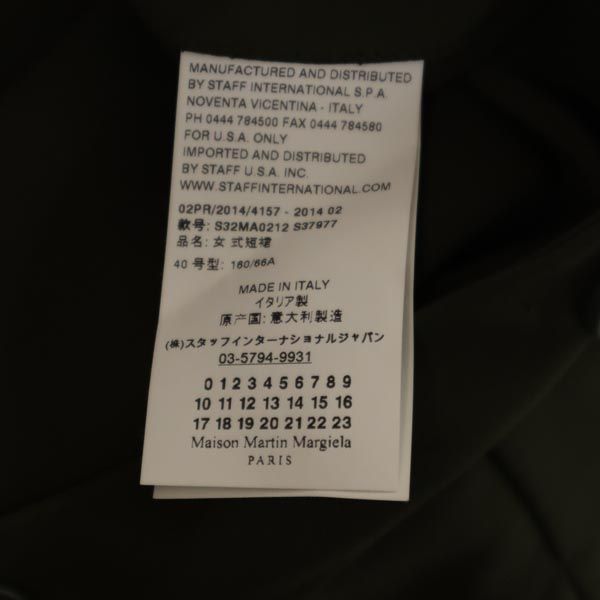 MANUFACTURED AND DISTRIBUTED
BY STAFF INTERNATIONAL S.P.A.
NOVENTA VICENTINA - ITALY
PH 0444 784500 FAX 0444 784580
FOR U.S.A. ONLY
IMPORTED AND DISTRIBUTED
BY STAFF U.S.A. INC.
WWW.STAFFINTERNATIONAL.COM
02PR/2014/4157 - 2014 02
款号: S32MA0212 S37977
品名: 女式短裙
40 号型: 160/66A
MADE IN ITALY
イタリア製
原产国: 意大利製造
(株)スタッフインターナショナルジャパン
03-5794-9931
0 1 2 3 4 5 6 7 8 9
10 11 12 13 14 15 16
17 18 19 20 21 22 23
Maison Martin Margiela
PARIS